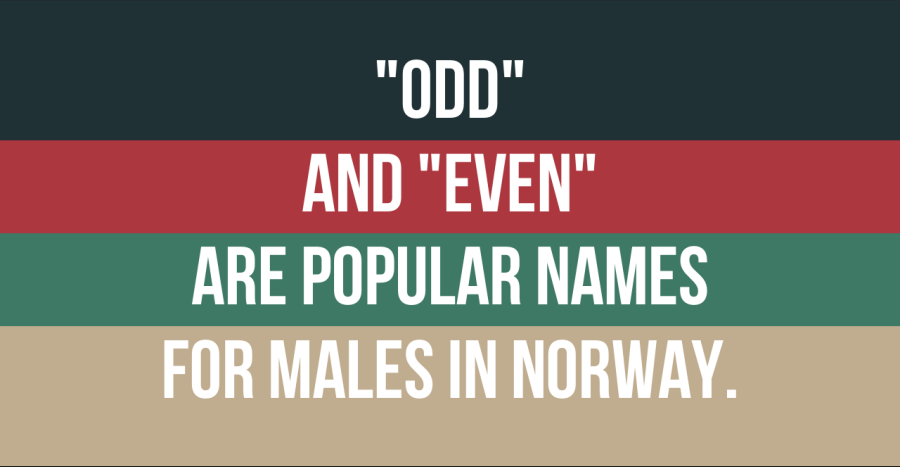 "ODD"
AND "EVEN"
ARE POPULAR NAMES
FOR MALES IN NORWAY.